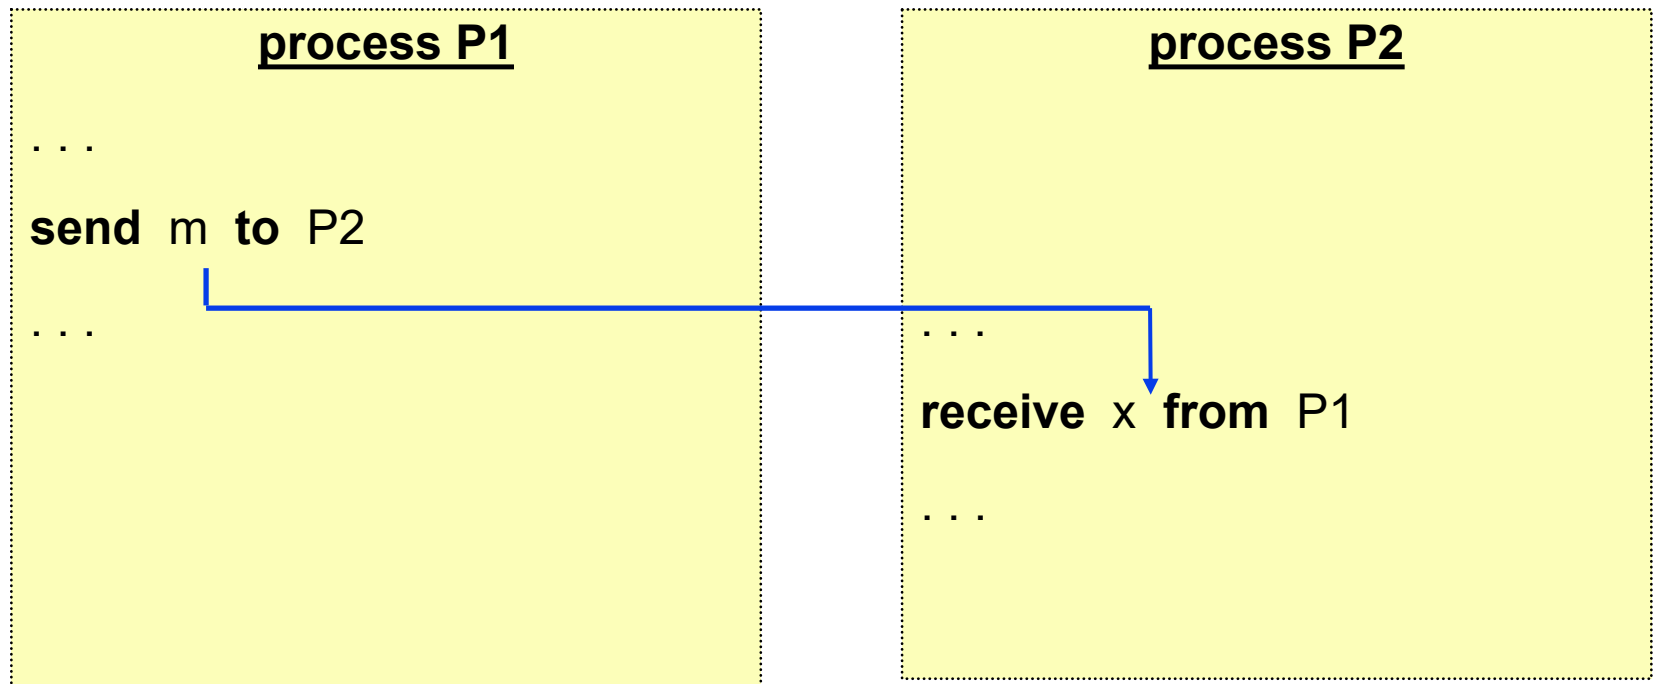 process P1
. . .
send m to P2
. . .
process P2
. . .
receive x from P1
. . .